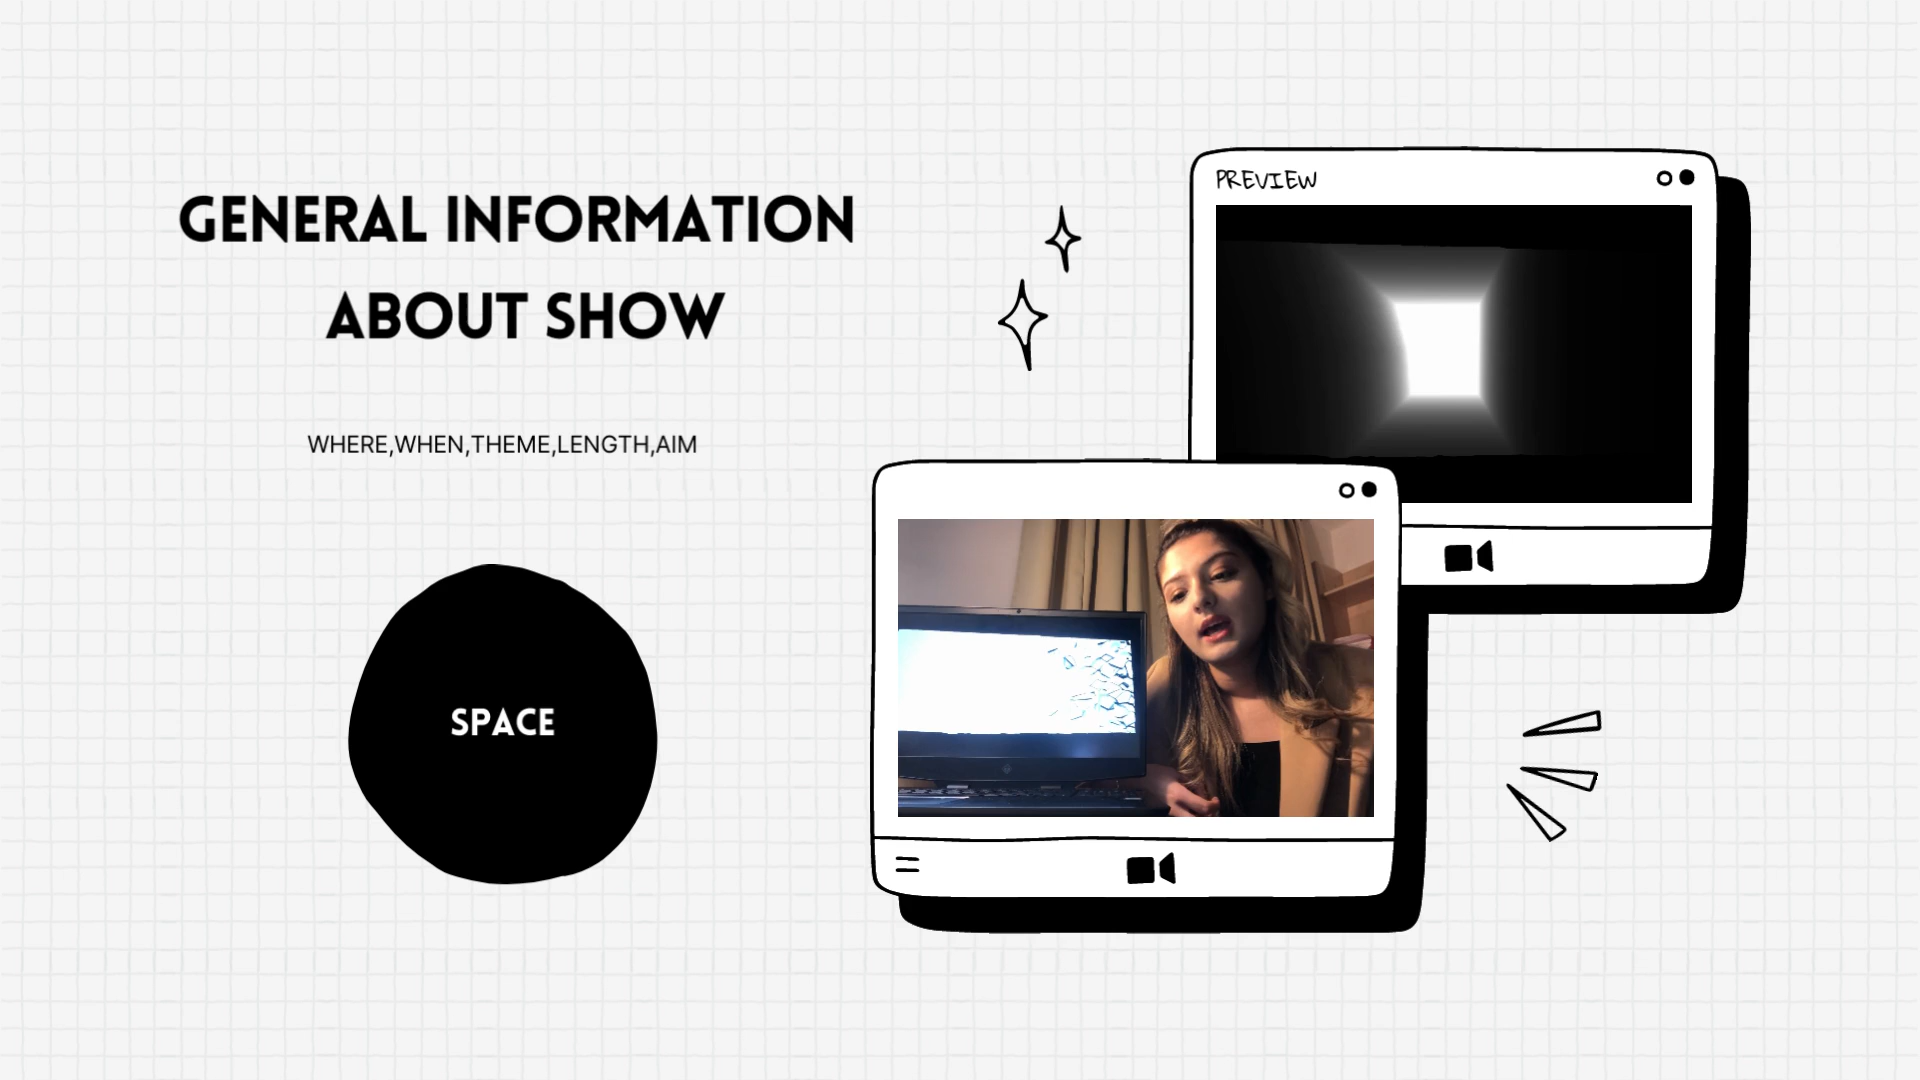 GENERAL INFORMATION
ABOUT SHOW
WHERE,WHEN,THEME,LENGTH,AIM
SPACE
PREVIEW